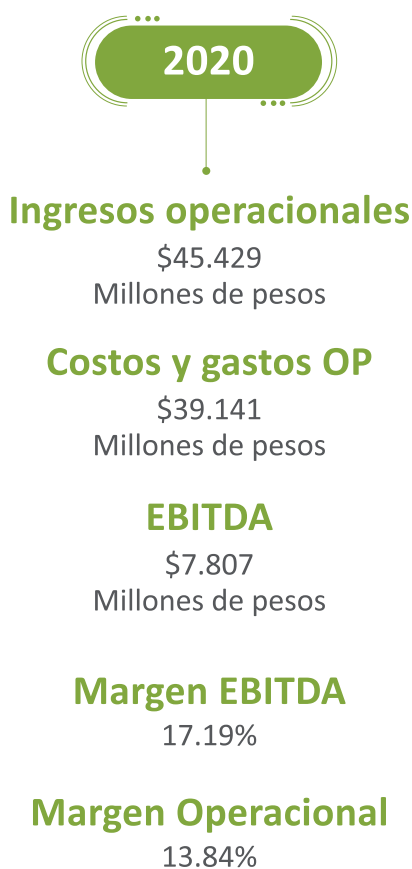 2020
Ingresos operacionales
$45.429
Millones de pesos
Costos y gastos OP
$39.141
Millones de pesos
EBITDA
$7.807
Millones de pesos
Margen EBITDA
17.19%
Margen Operacional
13.84%